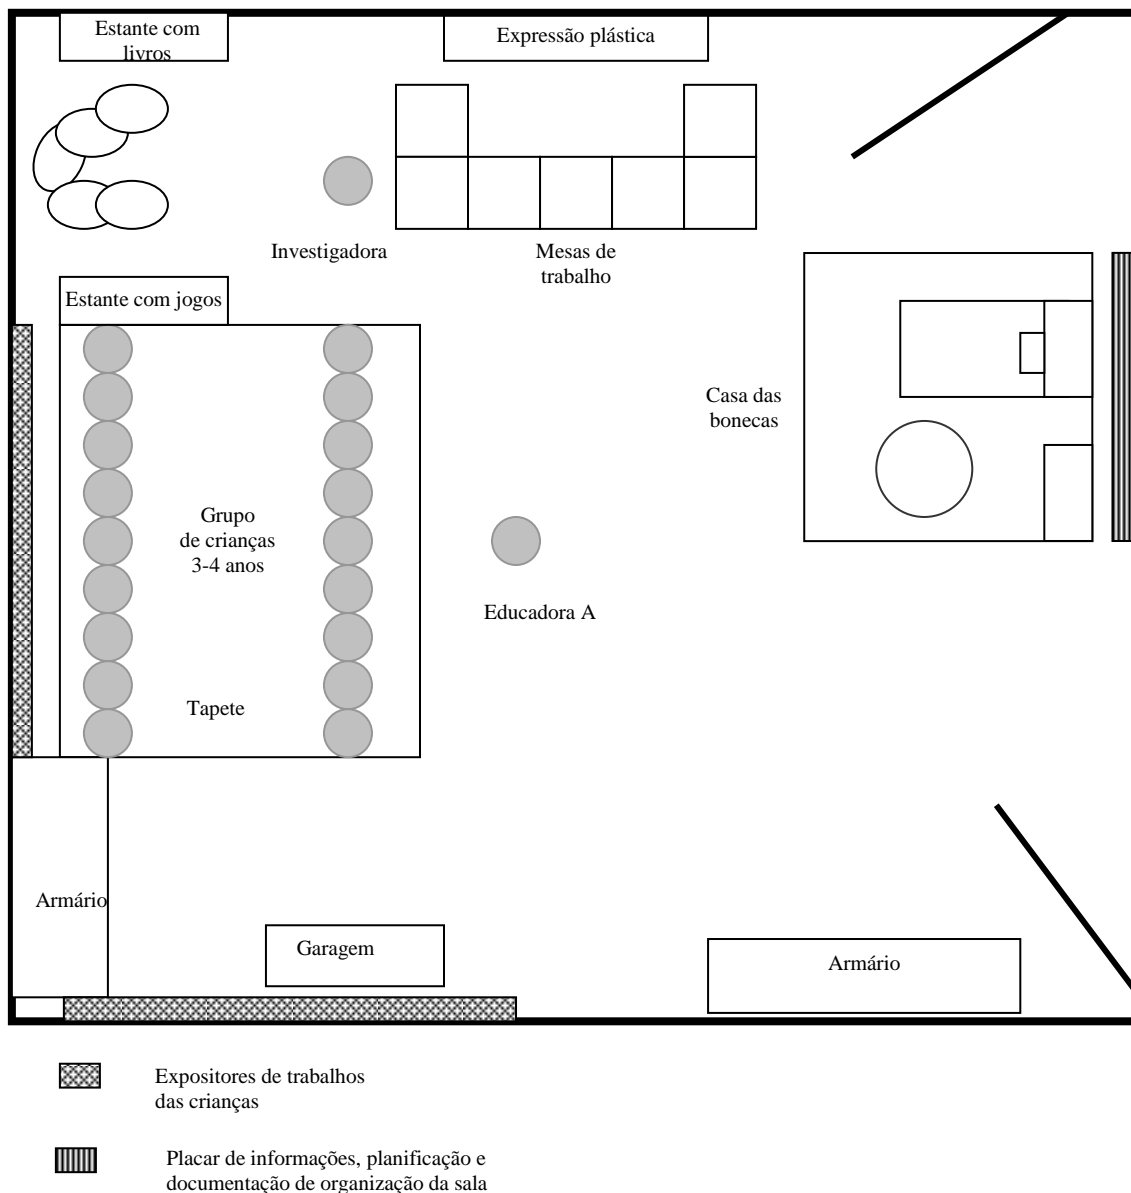 Estante com
livros
Expressão plástica
Investigadora
Mesas de
trabalho
Estante com jogos
Casa das
bonecas
Grupo
de crianças
3-4 anos
Educadora A
Tapete
Armário
Garagem
Armário
Expositores de trabalhos
das crianças
Placar de informações, planificação e
documentação de organização da sala